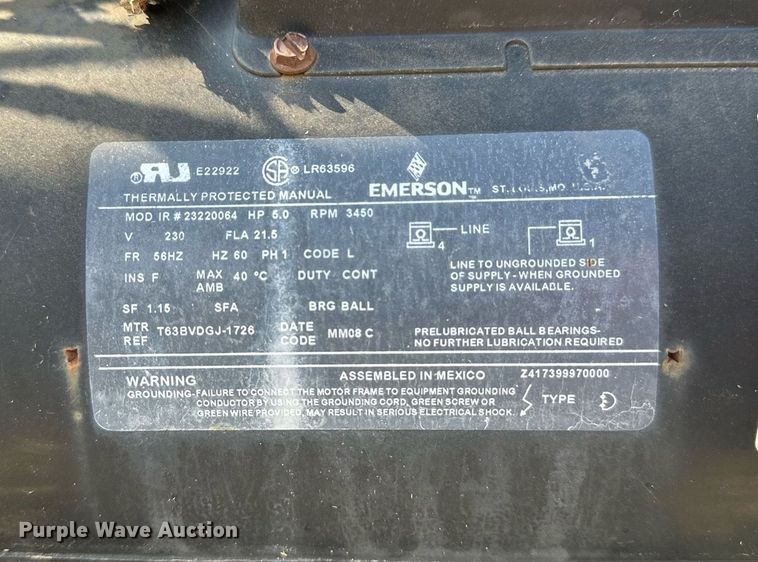 ® RU E22922 SA ® LR63596 EMERSON™ ST. LOUIS, MO. U.S.A.
THERMALLY PROTECTED MANUAL
MOD IR # 23220064 HP 5.0 RPM 3450
V 230 FLA 21.5
4 LINE 1
FR 56HZ HZ 60 PH 1 CODE L
INS F MAX AMB 40 °C DUTY CONT
LINE TO UNGROUNDED SIDE
OF SUPPLY - WHEN GROUNDED
SUPPLY IS AVAILABLE.
SF 1.15 SFA BRG BALL
MTR REF T63BVDGJ-1726 DATE CODE MM08 C
PRELUBRICATED BALL BEARINGS-
NO FURTHER LUBRICATION REQUIRED
WARNING ASSEMBLED IN MEXICO Z417399970000
GROUNDING-FAILURE TO CONNECT THE MOTOR FRAME TO EQUIPMENT GROUNDING
CONDUCTOR BY USING THE GROUNDING CORD, GREEN SCREW OR
GREEN WIRE PROVIDED, MAY RESULT IN SERIOUS ELECTRICAL SHOCK.
TYPE
Purple Wave Auction